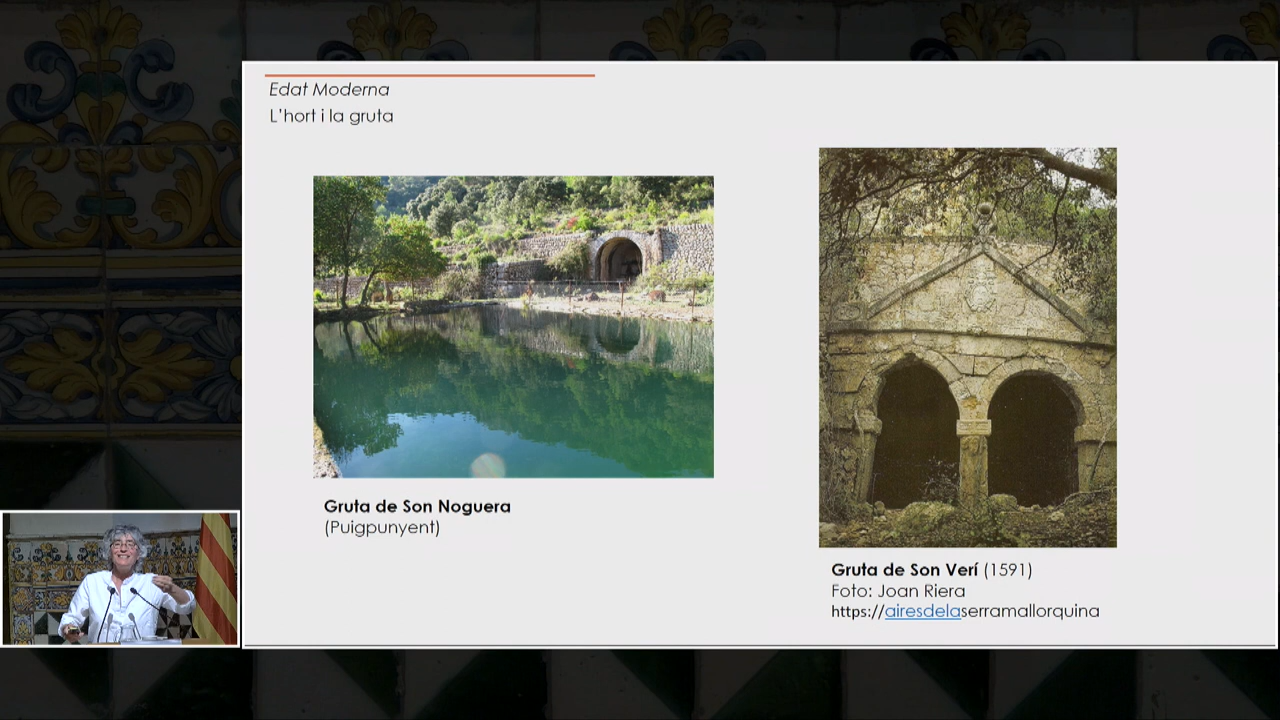 Edat Moderna
L'hort i la gruta
Gruta de Son Noguera
(Puigpunyent)
Gruta de Son Verí (1591)
Foto: Joan Riera
https://airesdelaserramallorquina